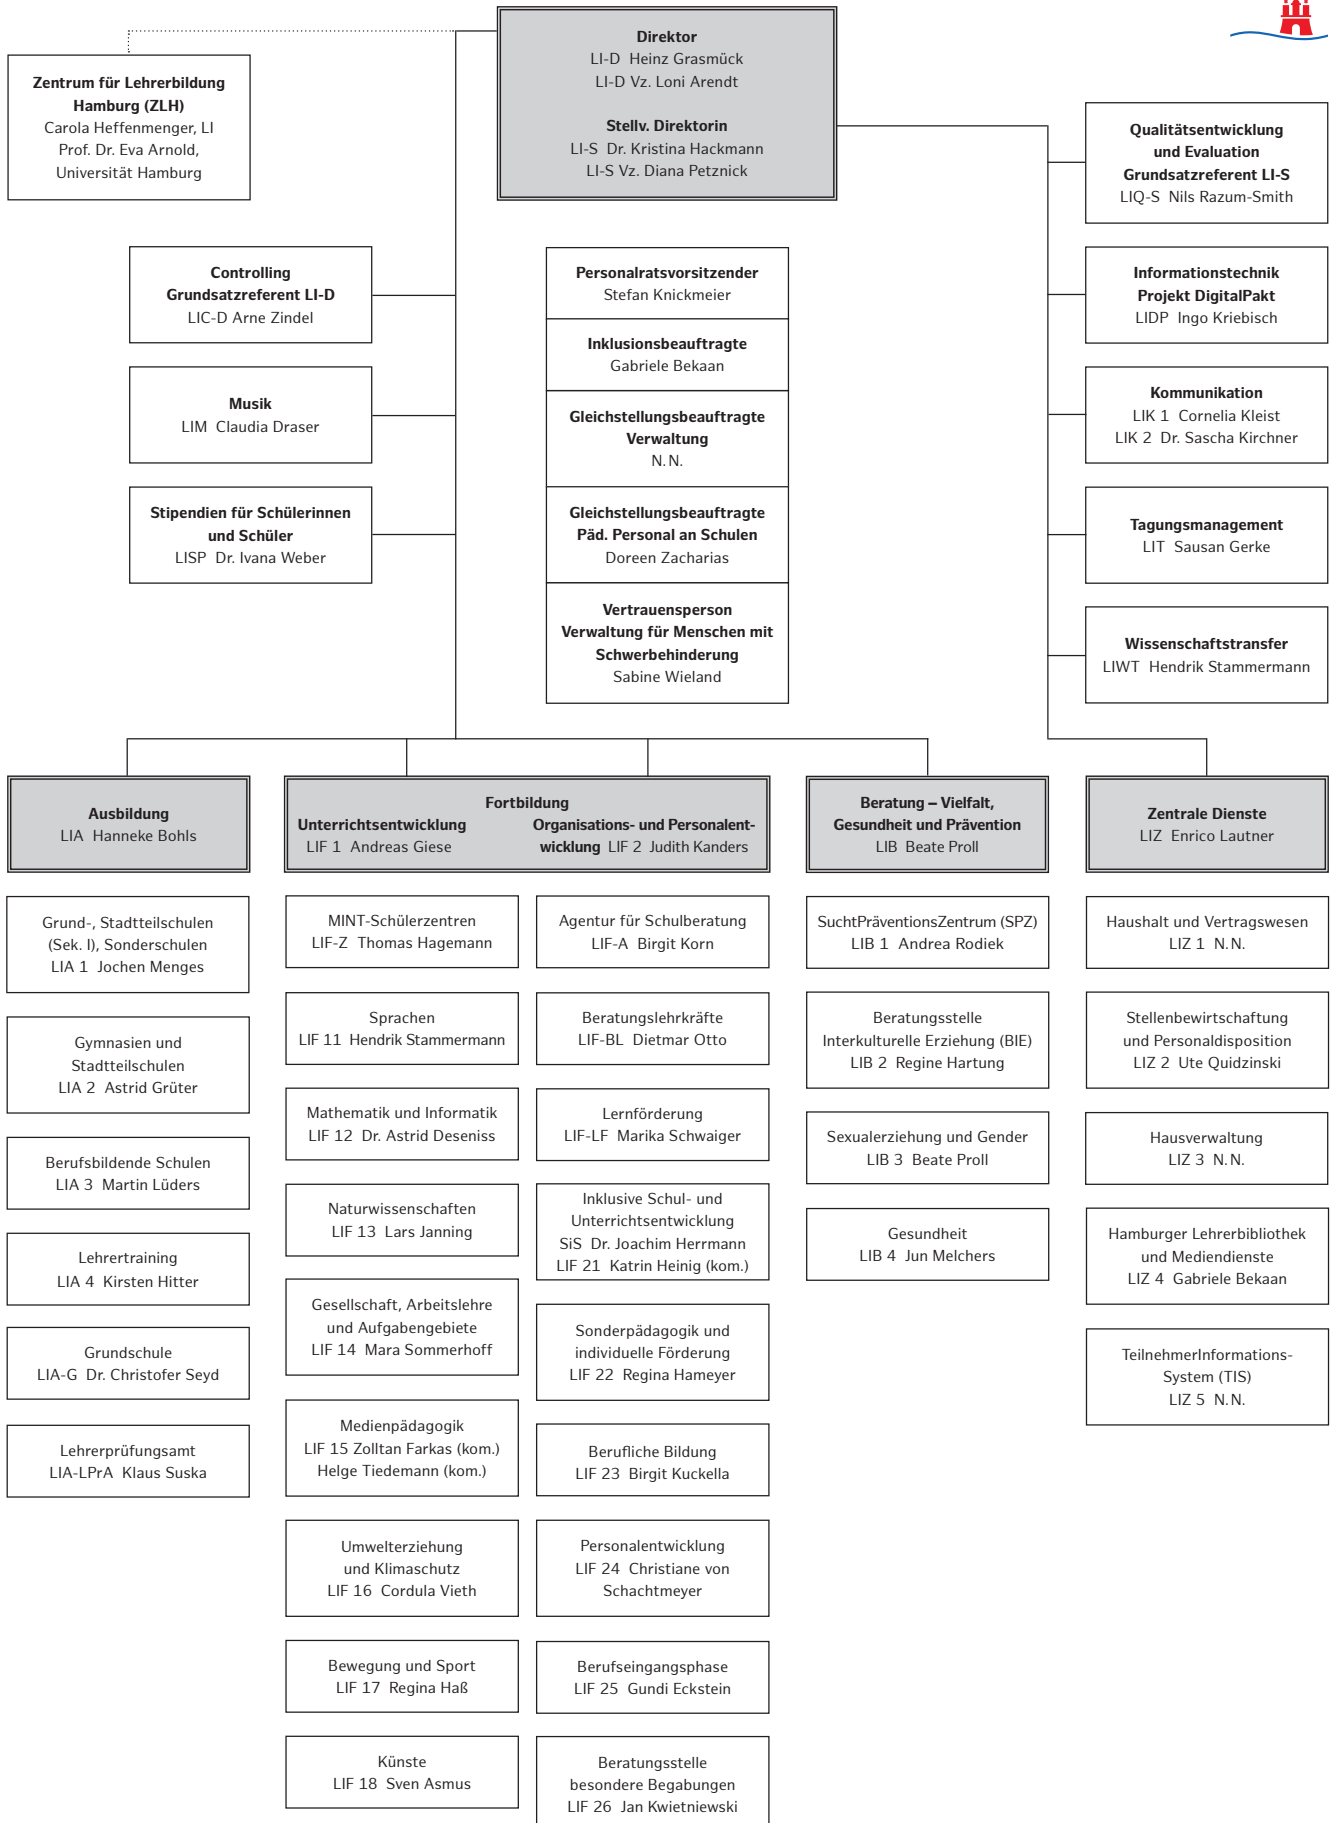 Direktor
LI-D Heinz Grasmück
LI-D Vz. Loni Arendt
Stellv. Direktorin
LI-S Dr. Kristina Hackmann
LI-S Vz. Diana Petznick
Zentrum für Lehrerbildung
Hamburg (ZLH)
Carola Heffenmenger, LI
Prof. Dr. Eva Arnold,
Universität Hamburg
Qualitätsentwicklung
und Evaluation
Grundsatzreferent LI-S
LIQ-S Nils Razum-Smith
Controlling
Grundsatzreferent LI-D
LIC-D Arne Zindel
Musik
LIM Claudia Draser
Stipendien für Schülerinnen
und Schüler
LISP Dr. Ivana Weber
Personalratsvorsitzender
Stefan Knickmeier
Inklusionsbeauftragte
Gabriele Bekaan
Gleichstellungsbeauftragte
Verwaltung
N.N.
Gleichstellungsbeauftragte
Päd. Personal an Schulen
Doreen Zacharias
Vertrauensperson
Verwaltung für Menschen mit
Schwerbehinderung
Sabine Wieland
Informationstechnik
Projekt DigitalPakt
LIDP Ingo Kriebisch
Kommunikation
LIK 1 Cornelia Kleist
LIK 2 Dr. Sascha Kirchner
Tagungsmanagement
LIT Sausan Gerke
Wissenschaftstransfer
LIWT Hendrik Stammermann
Ausbildung
LIA Hanneke Bohls
Grund-, Stadtteilschulen
(Sek. I), Sonderschulen
LIA 1 Jochen Menges
Gymnasien und
Stadtteilschulen
LIA 2 Astrid Grüter
Berufsbildende Schulen
LIA 3 Martin Lüders
Lehrertraining
LIA 4 Kirsten Hitter
Grundschule
LIA-G Dr. Christofer Seyd
Lehrerprüfungsamt
LIA-LPrA Klaus Suska
Fortbildung
Unterrichtsentwicklung
LIF 1 Andreas Giese
Organisations- und Personalent-
wicklung LIF 2 Judith Kanders
MINT-Schülerzentren
LIF-Z Thomas Hagemann
Sprachen
LIF 11 Hendrik Stammermann
Mathematik und Informatik
LIF 12 Dr. Astrid Deseniss
Naturwissenschaften
LIF 13 Lars Janning
Gesellschaft, Arbeitslehre
und Aufgabengebiete
LIF 14 Mara Sommerhoff
Medienpädagogik
LIF 15 Zolltan Farkas (kom.)
Helge Tiedemann (kom.)
Umwelterziehung
und Klimaschutz
LIF 16 Cordula Vieth
Bewegung und Sport
LIF 17 Regina Haß
Künste
LIF 18 Sven Asmus
Agentur für Schulberatung
LIF-A Birgit Korn
Beratungslehrkräfte
LIF-BL Dietmar Otto
Lernförderung
LIF-LF Marika Schwaiger
Inklusive Schul- und
Unterrichtsentwicklung
SiS Dr. Joachim Herrmann
LIF 21 Katrin Heinig (kom.)
Sonderpädagogik und
individuelle Förderung
LIF 22 Regina Hameyer
Berufliche Bildung
LIF 23 Birgit Kuckella
Personalentwicklung
LIF 24 Christiane von
Schachtmeyer
Berufseingangsphase
LIF 25 Gundi Eckstein
Beratungsstelle
besondere Begabungen
LIF 26 Jan Kwietniewski
Beratung – Vielfalt,
Gesundheit und Prävention
LIB Beate Proll
SuchtPräventionsZentrum (SPZ)
LIB 1 Andrea Rodiek
Beratungsstelle
Interkulturelle Erziehung (BIE)
LIB 2 Regine Hartung
Sexualerziehung und Gender
LIB 3 Beate Proll
Gesundheit
LIB 4 Jun Melchers
Zentrale Dienste
LIZ Enrico Lautner
Haushalt und Vertragswesen
LIZ 1 N.N.
Stellenbewirtschaftung
und Personaldisposition
LIZ 2 Ute Quidzinski
Hausverwaltung
LIZ 3 N.N.
Hamburger Lehrerbibliothek
und Mediendienste
LIZ 4 Gabriele Bekaan
TeilnehmerInformations-
System (TIS)
LIZ 5 N.N.